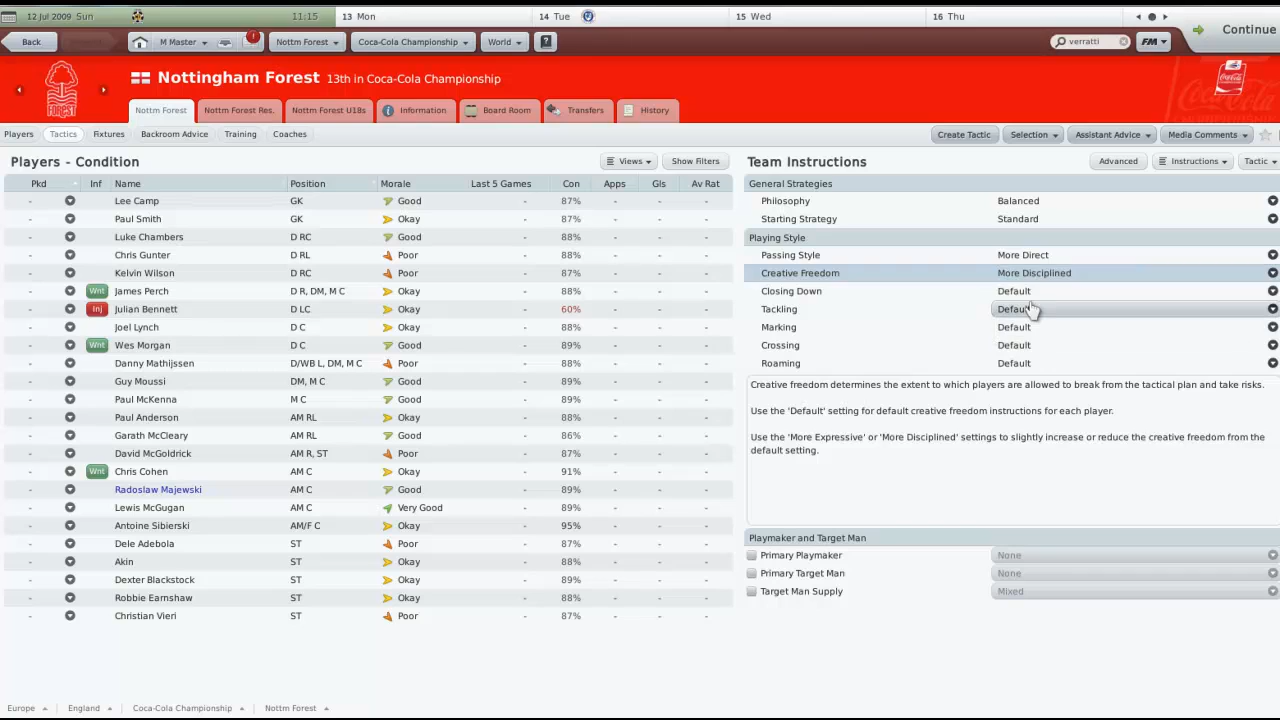 12 Jul 2009 Sun 11:15 13 Mon 14 Tue 15 Wed 16 Thu
Continue
Back M Master Nottm Forest Coca-Cola Championship World ? verratti FM
Nottingham Forest 13th in Coca-Cola Championship
Nottm Forest Nottm Forest Res. Nottm Forest U18s Information Board Room Transfers History
Players Tactics Fixtures Backroom Advice Training Coaches Create Tactic Selection Assistant Advice Media Comments
Players - Condition Views Show Filters
Pkd Inf Name Position Morale Last 5 Games Con Apps Gls Av Rat
- Lee Camp GK Good - 87% - - -
- Paul Smith GK Okay - 87% - - -
- Luke Chambers D RC Good - 88% - - -
- Chris Gunter D RL Poor - 88% - - -
- Kelvin Wilson D RC Poor - 87% - - -
- Wnt James Perch D R, DM, M C Okay - 88% - - -
- Inj Julian Bennett D LC Okay - 60% - - -
- Joel Lynch D C Okay - 88% - - -
- Wnt Wes Morgan D C Good - 89% - - -
- Danny Mathijssen D/WB L, DM, M C Poor - 88% - - -
- Guy Moussi DM, M C Good - 89% - - -
- Paul McKenna M C Good - 89% - - -
- Paul Anderson AM RL Okay - 88% - - -
- Garath McCleary AM RL Good - 86% - - -
- David McGoldrick AM R, ST Poor - 87% - - -
- Wnt Chris Cohen AM C Okay - 91% - - -
- Radoslaw Majewski AM C Good - 89% - - -
- Lewis McGugan AM C Very Good - 89% - - -
- Antoine Sibierski AM/F C Okay - 95% - - -
- Dele Adebola ST Poor - 87% - - -
- Akin ST Okay - 88% - - -
- Dexter Blackstock ST Okay - 89% - - -
- Robbie Earnshaw ST Okay - 88% - - -
- Christian Vieri ST Poor - 87% - - -
Team Instructions Advanced Instructions Tactic
General Strategies
Philosophy Balanced
Starting Strategy Standard
Playing Style
Passing Style More Direct
Creative Freedom More Disciplined
Closing Down Default
Tackling Default
Marking Default
Crossing Default
Roaming Default
Creative freedom determines the extent to which players are allowed to break from the tactical plan and take risks.
Use the 'Default' setting for default creative freedom instructions for each player.
Use the 'More Expressive' or 'More Disciplined' settings to slightly increase or reduce the creative freedom from the
default setting.
Playmaker and Target Man
Primary Playmaker None
Primary Target Man None
Target Man Supply Mixed
Europe England Coca-Cola Championship Nottm Forest